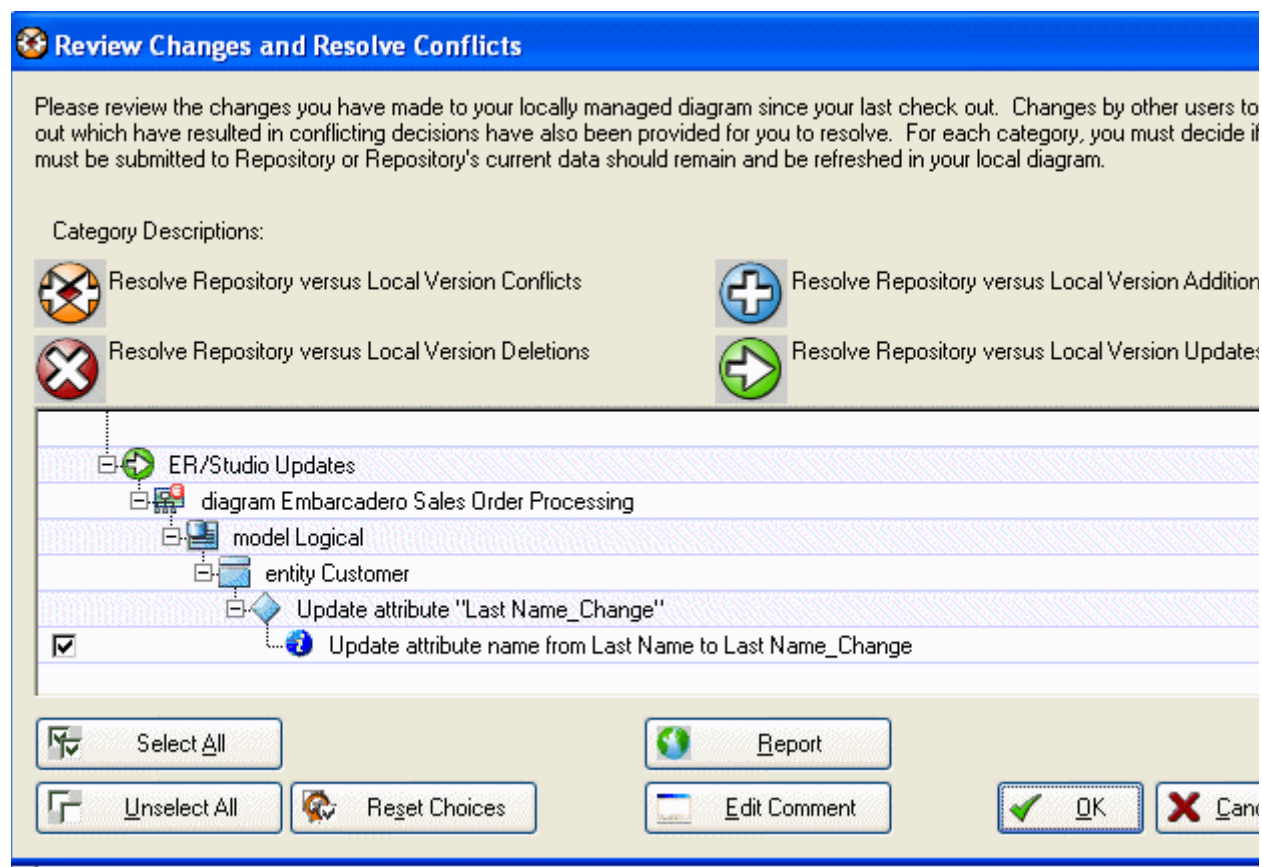 Review Changes and Resolve Conflicts
Please review the changes you have made to your locally managed diagram since your last check out. Changes by other users to
out which have resulted in conflicting decisions have also been provided for you to resolve. For each category, you must decide if
must be submitted to Repository or Repository's current data should remain and be refreshed in your local diagram.
Category Descriptions:
Resolve Repository versus Local Version Conflicts
Resolve Repository versus Local Version Addition
Resolve Repository versus Local Version Deletions
Resolve Repository versus Local Version Updates
ER/Studio Updates
diagram Embarcadero Sales Order Processing
model Logical
entity Customer
Update attribute "Last Name_Change"
Update attribute name from Last Name to Last Name_Change
Select All
Report
Unselect All
Reset Choices
Edit Comment
OK
Canc